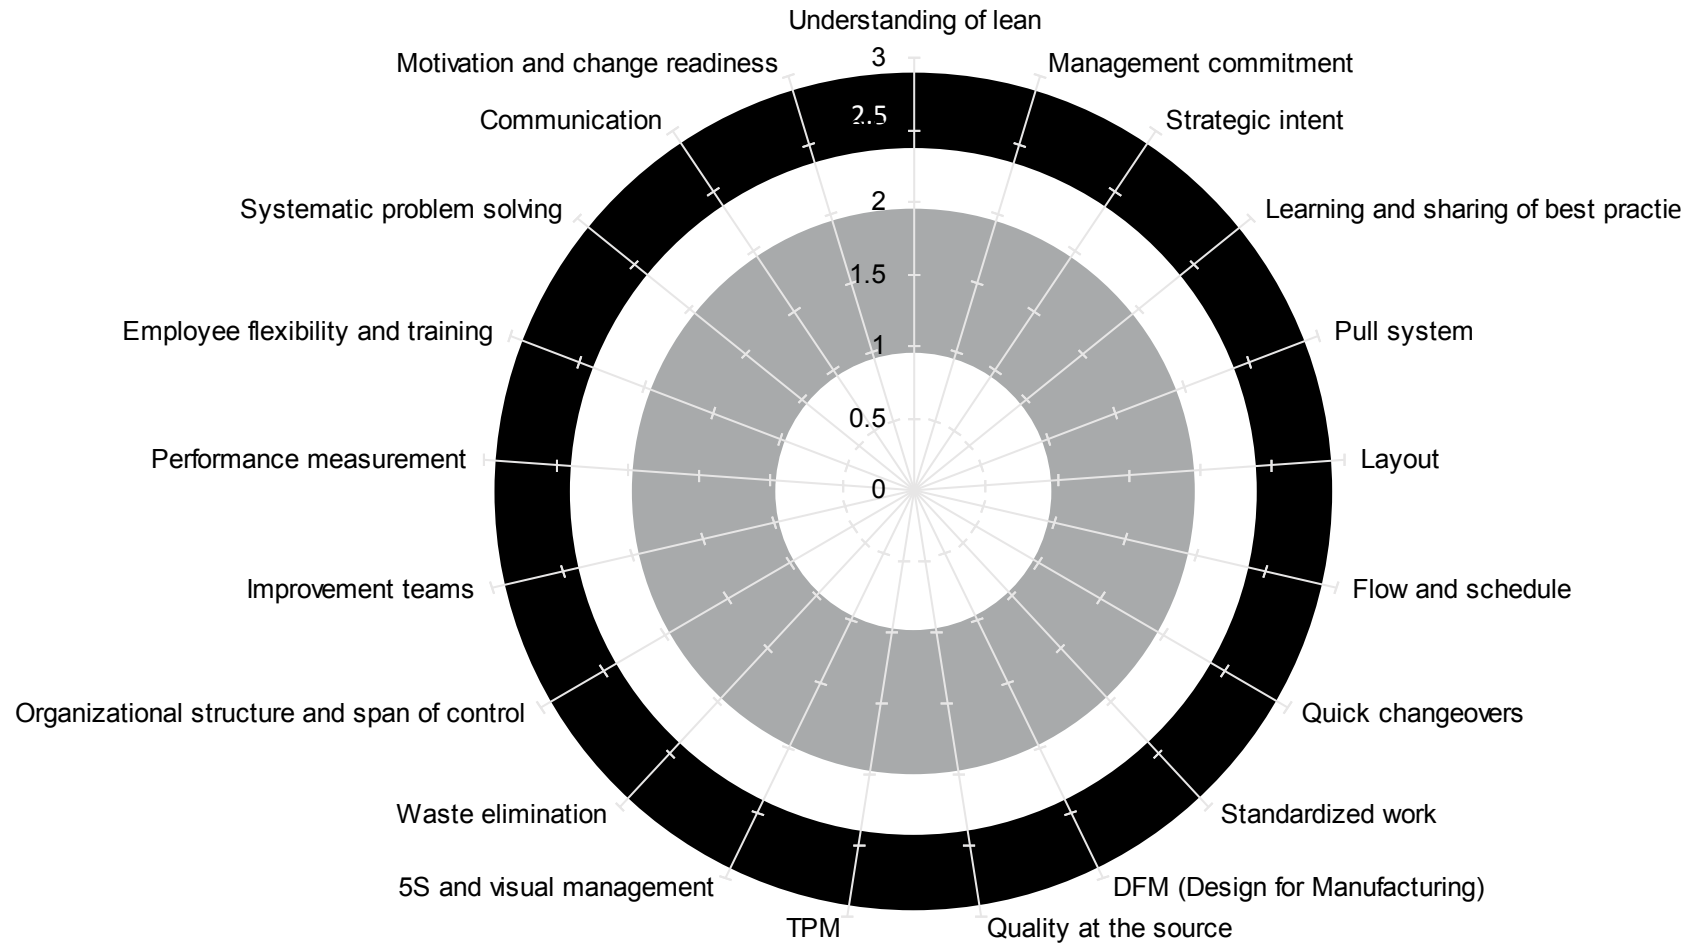 Understanding of lean
Management commitment
Strategic intent
Learning and sharing of best practie
Pull system
Layout
Flow and schedule
Quick changeovers
Standardized work
DFM (Design for Manufacturing)
Quality at the source
TPM
5S and visual management
Waste elimination
Organizational structure and span of control
Improvement teams
Performance measurement
Employee flexibility and training
Systematic problem solving
Communication
Motivation and change readiness
3
2.5
2
1.5
1
0.5
0